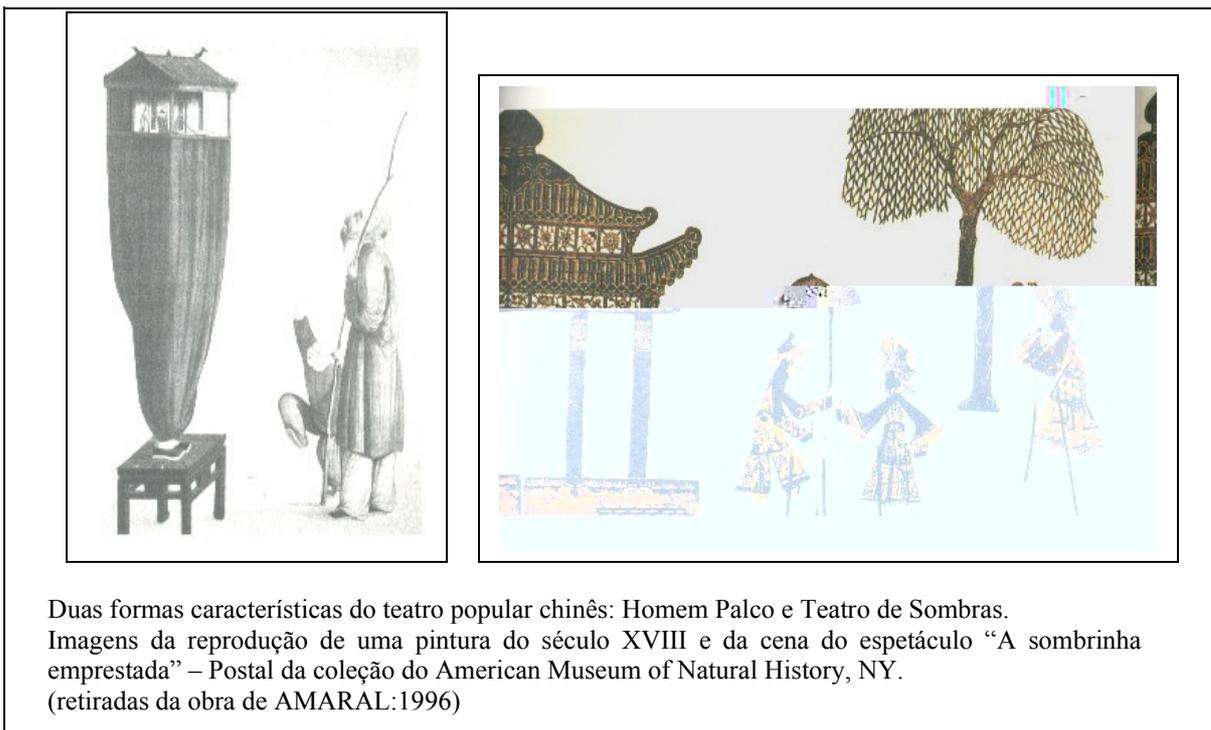 Duas formas características do teatro popular chinês: Homem Palco e Teatro de Sombras.
Imagens da reprodução de uma pintura do século XVIII e da cena do espetáculo “A sombrinha
emprestada” – Postal da coleção do American Museum of Natural History, NY.
(retiradas da obra de AMARAL:1996)